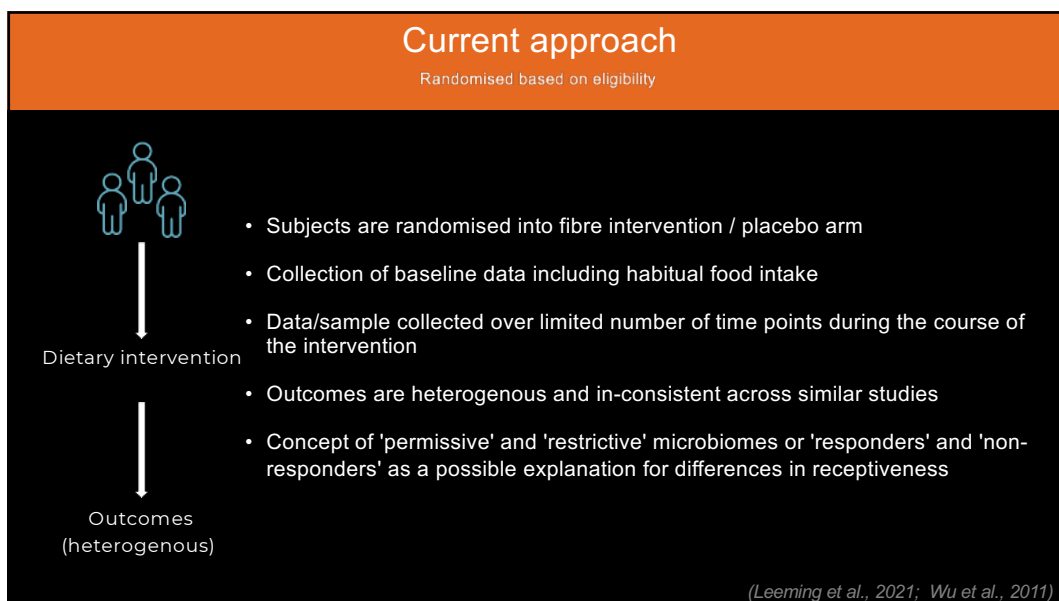 Current approach
Randomised based on eligibility
• Subjects are randomised into fibre intervention / placebo arm
• Collection of baseline data including habitual food intake
• Data/sample collected over limited number of time points during the course of
the intervention
Dietary intervention
• Outcomes are heterogenous and in-consistent across similar studies
• Concept of 'permissive' and 'restrictive' microbiomes or 'responders' and 'non-
responders' as a possible explanation for differences in receptiveness
Outcomes
(heterogenous)
(Leeming et al., 2021; Wu et al., 2011)